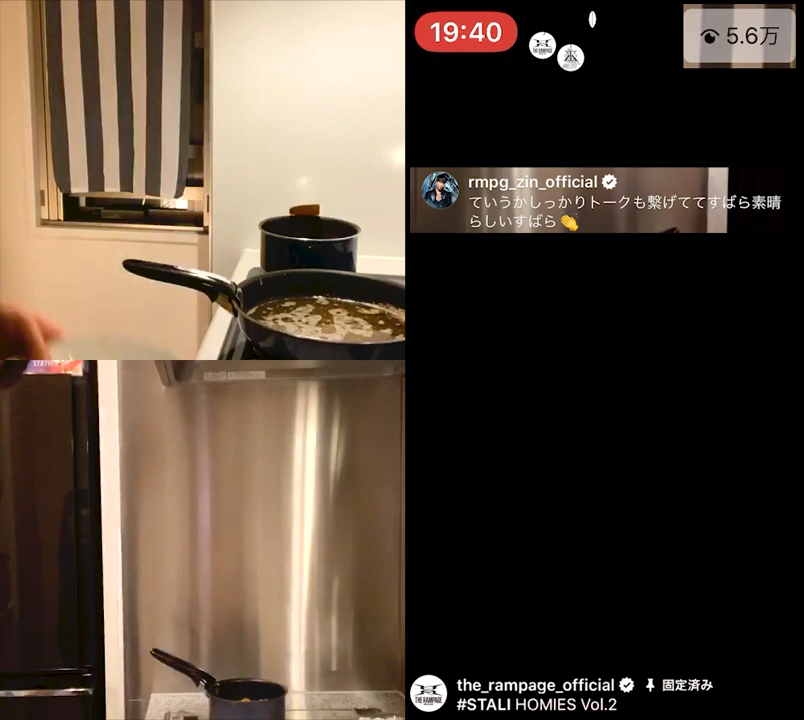 19:40
5.6万
rmpg_zin_official
ていうかしっかりトークも繋げててすばら素晴
らしいすばら👏
THE RAMPAGE
the_rampage_official 固定済み
#STALI HOMIES Vol.2